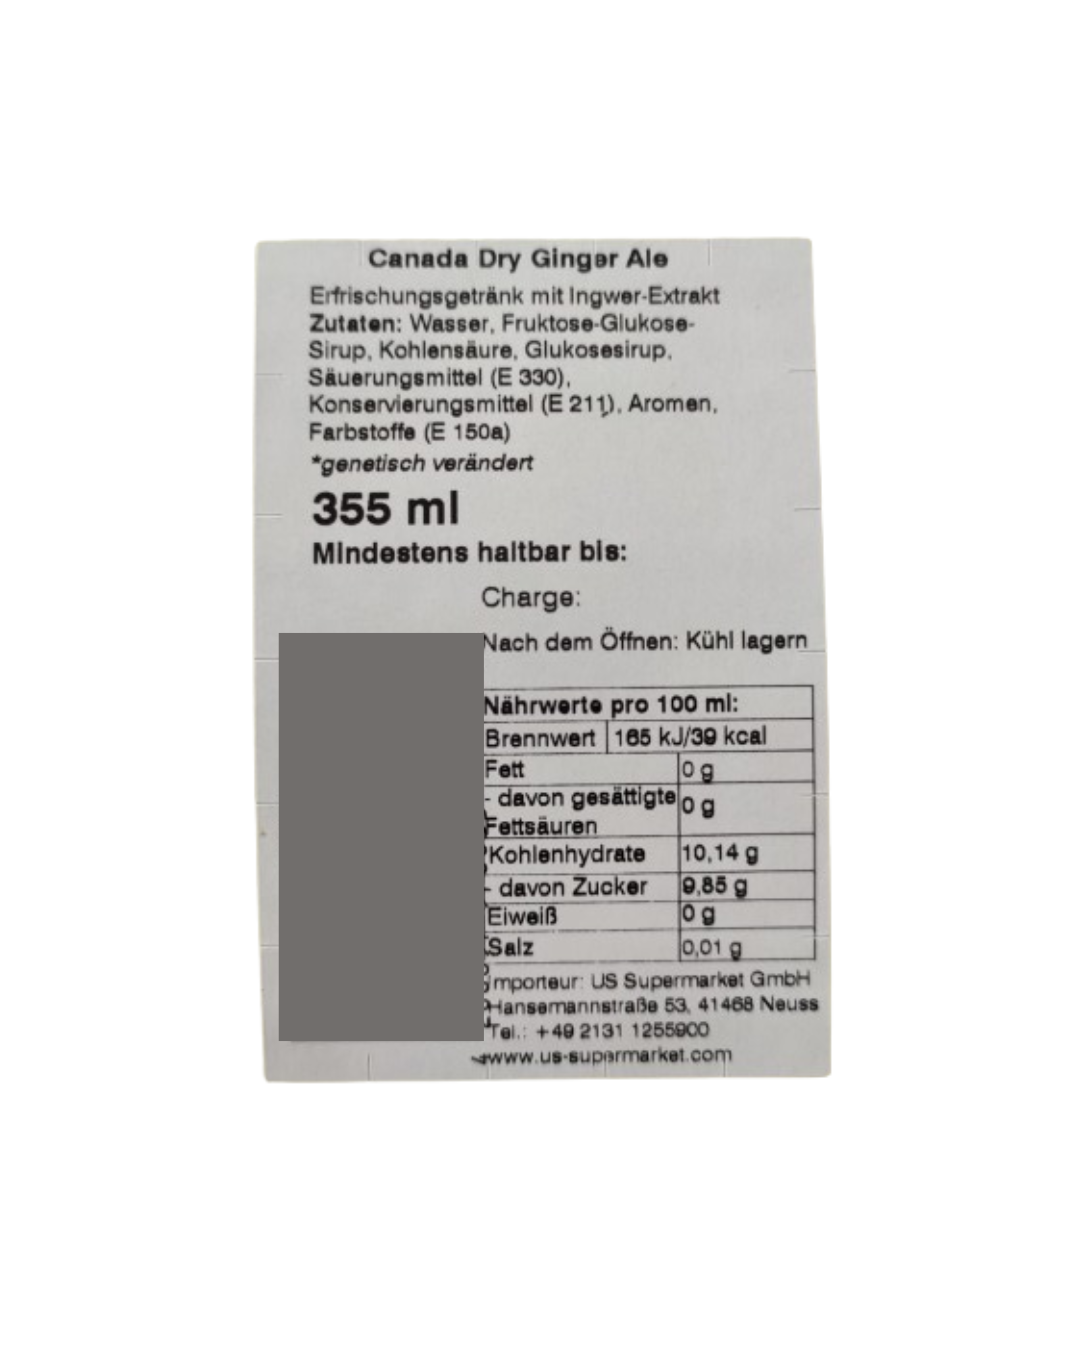 Canada Dry Ginger Ale
Erfrischungsgetränk mit Ingwer-Extrakt
Zutaten: Wasser, Fruktose-Glukose-
Sirup, Kohlensäure, Glukosesirup,
Säuerungsmittel (E 330),
Konservierungsmittel (E 211), Aromen,
Farbstoffe (E 150a)
*genetisch verändert
355 ml
Mindestens haltbar bis:
Charge:
Nach dem Öffnen: Kühl lagern
Nährwerte pro 100 ml:
Brennwert 165 kJ/39 kcal
Fett 0 g
- davon gesättigte Fettsäuren 0 g
Kohlenhydrate 10,14 g
- davon Zucker 9,85 g
Eiweiß 0 g
Salz 0,01 g
Importeur: US Supermarket GmbH
Hansemannstraße 53, 41468 Neuss
Tel.: +49 2131 1255900
www.us-supermarket.com